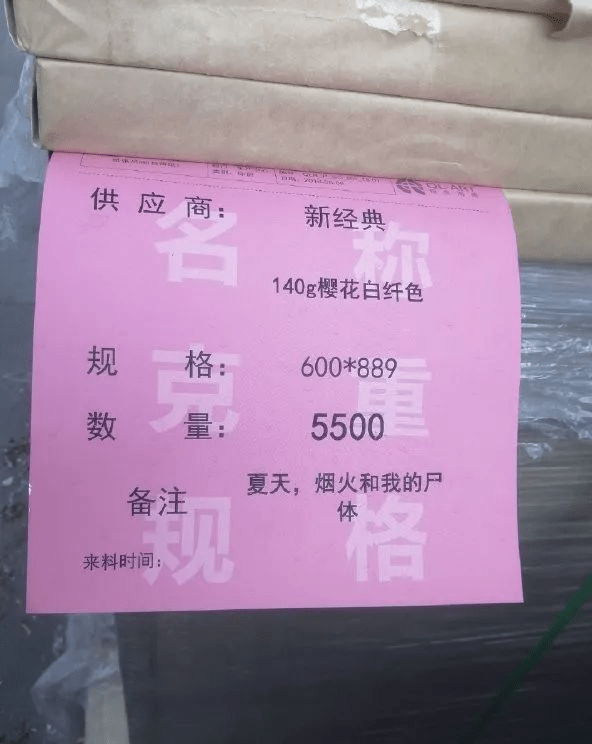 QL ART
供应商： 新经典
名称
140g樱花白纤色
规格： 600*889
克重
数量： 5500
备注 夏天，烟火和我的尸
体
规格
来料时间：